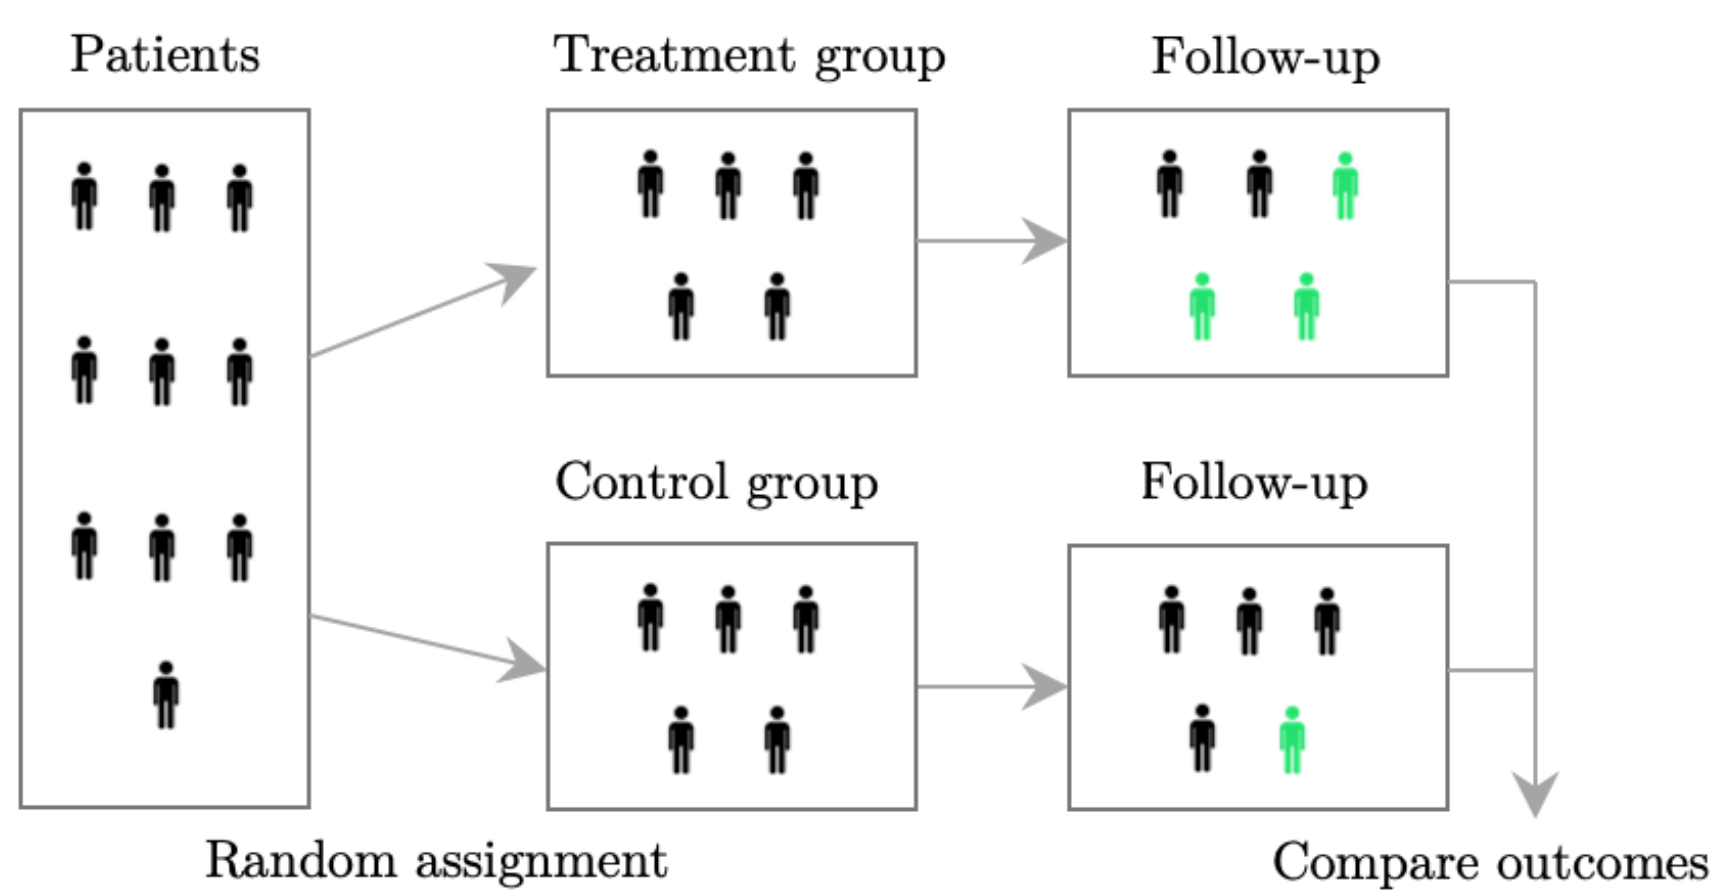 Patients
Treatment group
Follow-up
Control group
Follow-up
Random assignment
Compare outcomes